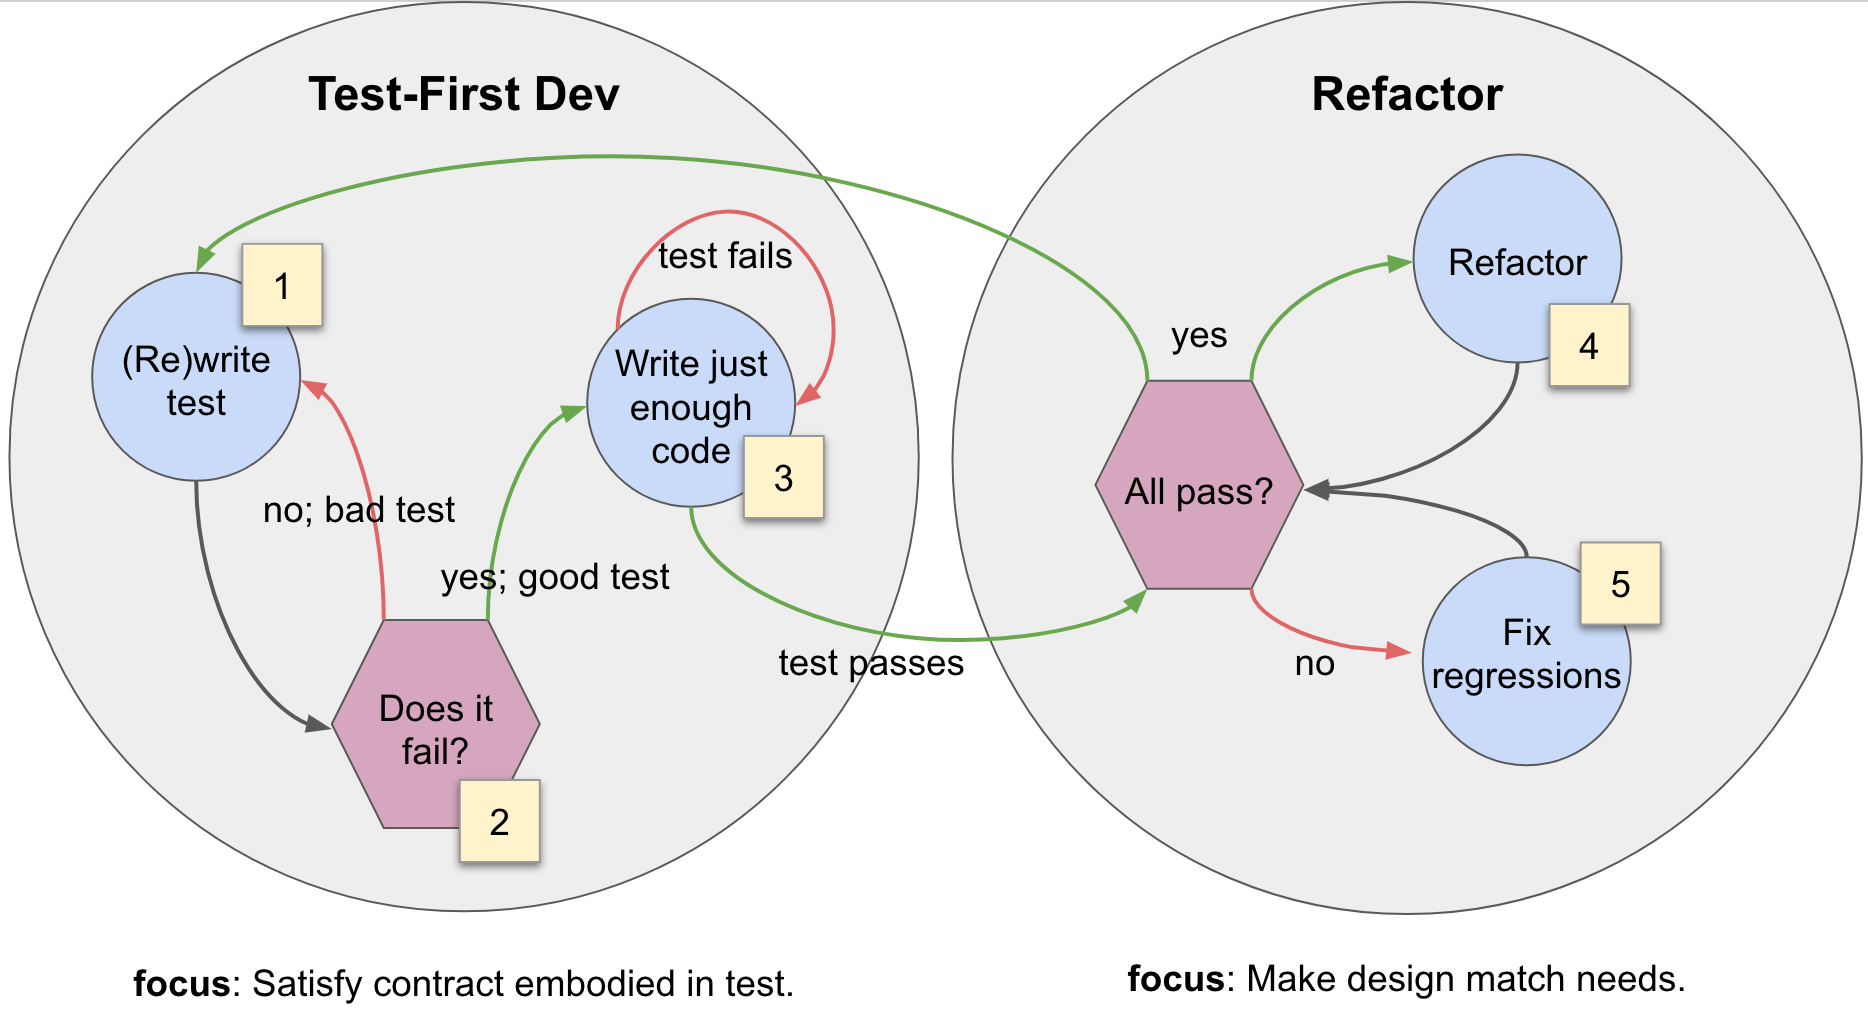 Test-First Dev
Refactor
test fails
1
(Re)write
test
Write just
enough
code
3
no; bad test
yes; good test
Does it
fail?
2
test passes
yes
Refactor
4
All pass?
no
5
Fix
regressions
focus: Satisfy contract embodied in test.
focus: Make design match needs.